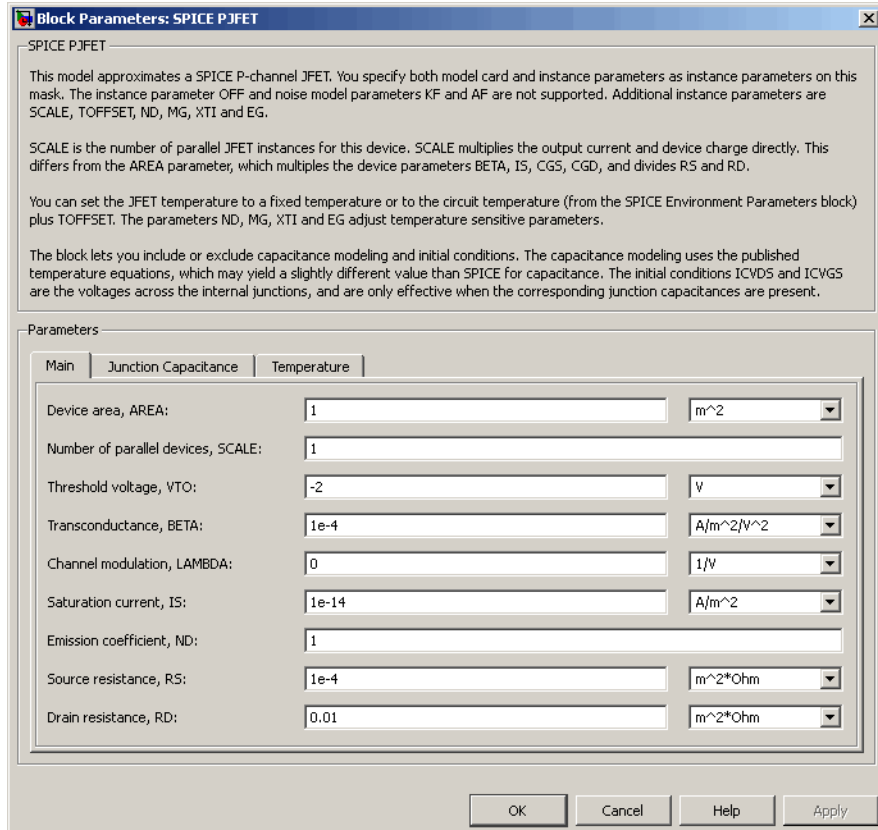 Block Parameters: SPICE PJFET
SPICE PJFET
This model approximates a SPICE P-channel JFET. You specify both model card and instance parameters as instance parameters on this
mask. The instance parameter OFF and noise model parameters KF and AF are not supported. Additional instance parameters are
SCALE, TOFFSET, ND, MG, XTI and EG.
SCALE is the number of parallel JFET instances for this device. SCALE multiplies the output current and device charge directly. This
differs from the AREA parameter, which multiples the device parameters BETA, IS, CGS, CGD, and divides RS and RD.
You can set the JFET temperature to a fixed temperature or to the circuit temperature (from the SPICE Environment Parameters block)
plus TOFFSET. The parameters ND, MG, XTI and EG adjust temperature sensitive parameters.
The block lets you include or exclude capacitance modeling and initial conditions. The capacitance modeling uses the published
temperature equations, which may yield a slightly different value than SPICE for capacitance. The initial conditions ICVDS and ICVGS
are the voltages across the internal junctions, and are only effective when the corresponding junction capacitances are present.
Parameters
Main Junction Capacitance Temperature
Device area, AREA: 1 m^2
Number of parallel devices, SCALE: 1
Threshold voltage, VTO: -2 V
Transconductance, BETA: 1e-4 A/m^2/V^2
Channel modulation, LAMBDA: 0 1/V
Saturation current, IS: 1e-14 A/m^2
Emission coefficient, ND: 1
Source resistance, RS: 1e-4 m^2*Ohm
Drain resistance, RD: 0.01 m^2*Ohm
OK Cancel Help Apply